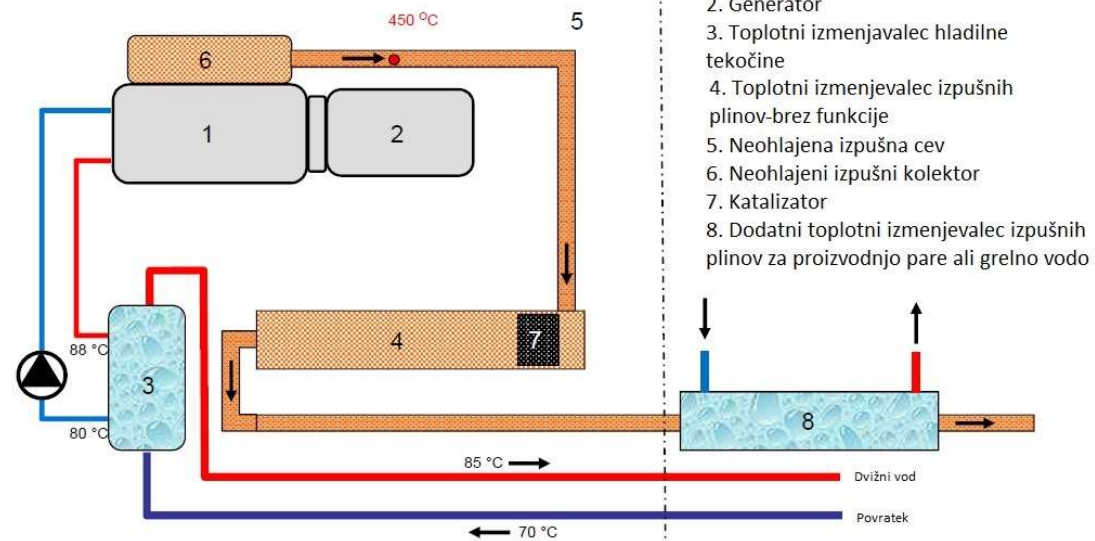 450 °C
5
6
1
2
2. Generator
3. Toplotni izmenjavalec hladilne
tekočine
4. Toplotni izmenjevalec izpušnih
plinov-brez funkcije
5. Neohlajena izpušna cev
6. Neohlajeni izpušni kolektor
7. Katalizator
8. Dodatni toplotni izmenjevalec izpušnih
plinov za proizvodnjo pare ali grelno vodo
4
7
88 °C
3
80 °C
8
85 °C
Dvižni vod
Povratek
70 °C